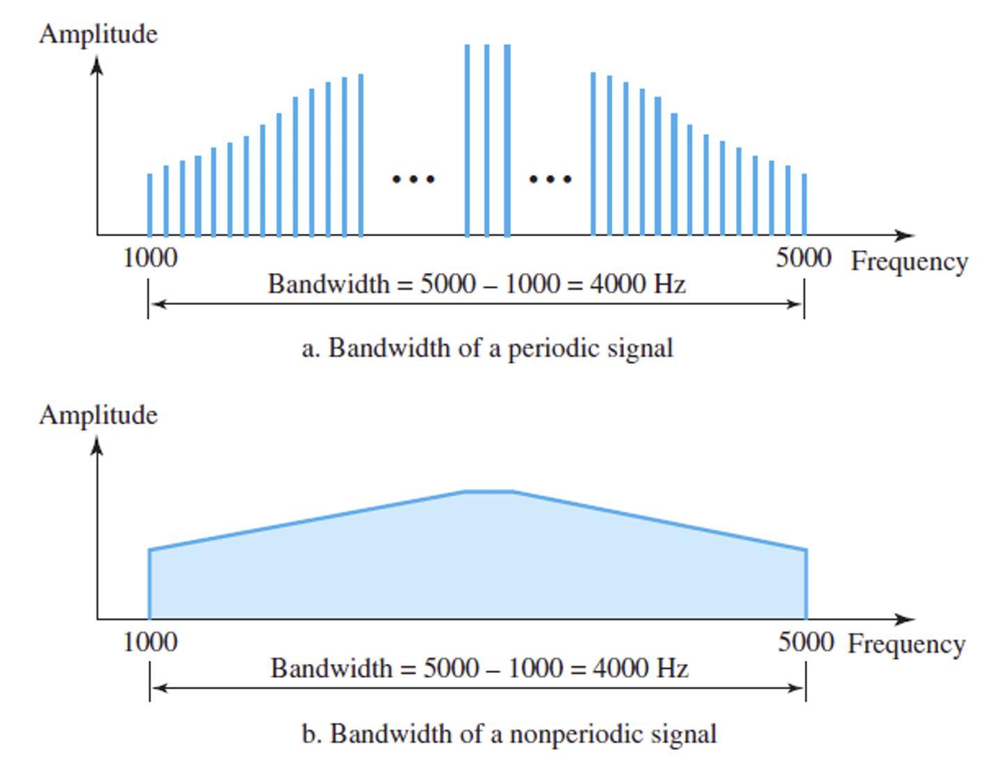 Amplitude
1000
5000
Frequency
Bandwidth = 5000 – 1000 = 4000 Hz
a. Bandwidth of a periodic signal
Amplitude
1000
5000
Frequency
Bandwidth = 5000 – 1000 = 4000 Hz
b. Bandwidth of a nonperiodic signal